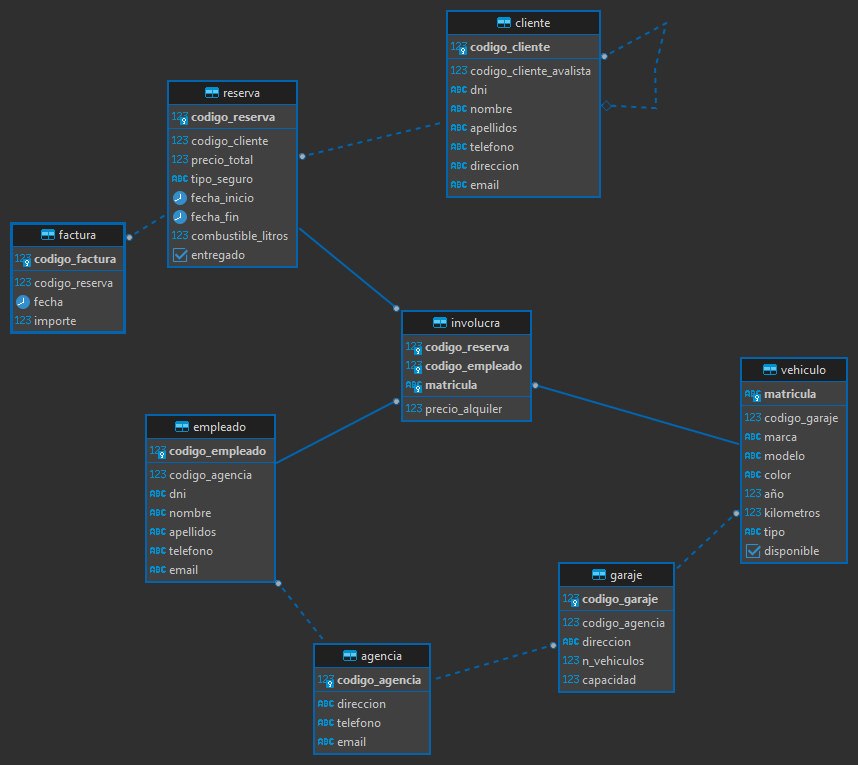 cliente
123 codigo_cliente
123 codigo_cliente_avalista
ABC dni
ABC nombre
ABC apellidos
ABC telefono
ABC direccion
ABC email
reserva
123 codigo_reserva
123 codigo_cliente
123 precio_total
ABC tipo_seguro
fecha_inicio
fecha_fin
123 combustible_litros
entregado
factura
123 codigo_factura
123 codigo_reserva
fecha
123 importe
involucra
123 codigo_reserva
123 codigo_empleado
ABC matricula
123 precio_alquiler
vehiculo
ABC matricula
123 codigo_garaje
ABC marca
ABC modelo
ABC color
123 año
123 kilometros
ABC tipo
disponible
empleado
123 codigo_empleado
123 codigo_agencia
ABC dni
ABC nombre
ABC apellidos
ABC telefono
ABC email
garaje
123 codigo_garaje
123 codigo_agencia
ABC direccion
123 n_vehiculos
123 capacidad
agencia
123 codigo_agencia
ABC direccion
ABC telefono
ABC email